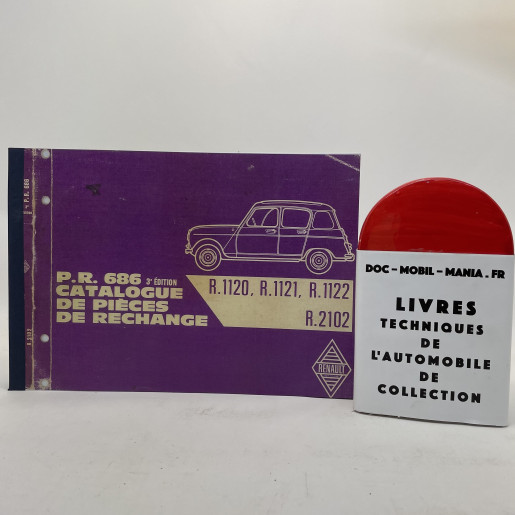 P.R. 686 3e ÉDITION
CATALOGUE
DE PIÈCES
DE RECHANGE
R.1120, R.1121, R.1122
R.2102
RENAULT
P.R. 686
DOC - MOBIL - MANIA . FR
LIVRES
TECHNIQUES
DE
L'AUTOMOBILE
DE
COLLECTION